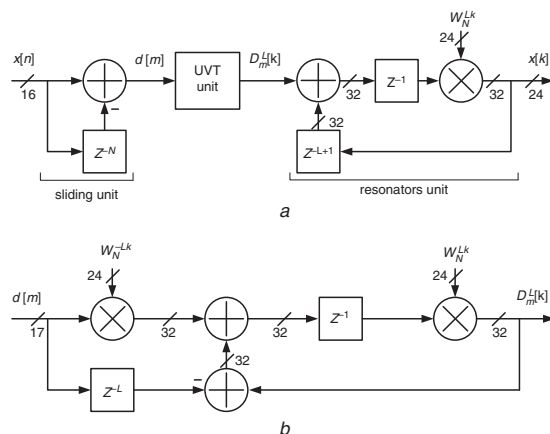 W_N^{Lk}
x[n]
d [m]
UVT
unit
D_m^L[k]
24
x[k]
16
–
32
Z^{-1}
32
24
Z^{-N}
32
Z^{-L+1}
sliding unit
resonators unit
a
W_N^{-Lk}
W_N^{Lk}
d [m]
24
24
D_m^L[k]
17
32
32
Z^{-1}
32
32
Z^{-L}
–
b